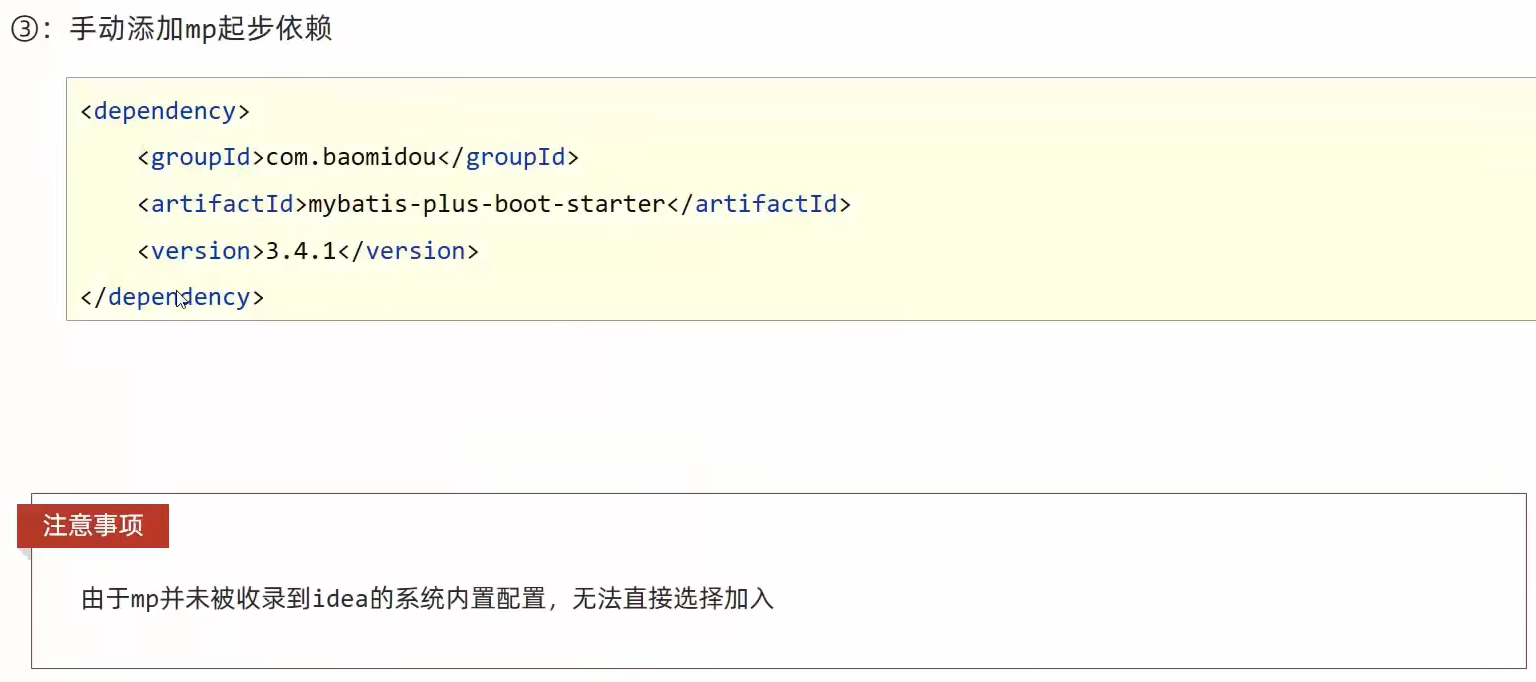 ③：手动添加mp起步依赖
<dependency>
<groupId>com.baomidou</groupId>
<artifactId>mybatis-plus-boot-starter</artifactId>
<version>3.4.1</version>
</dependency>
注意事项
由于mp并未被收录到idea的系统内置配置，无法直接选择加入